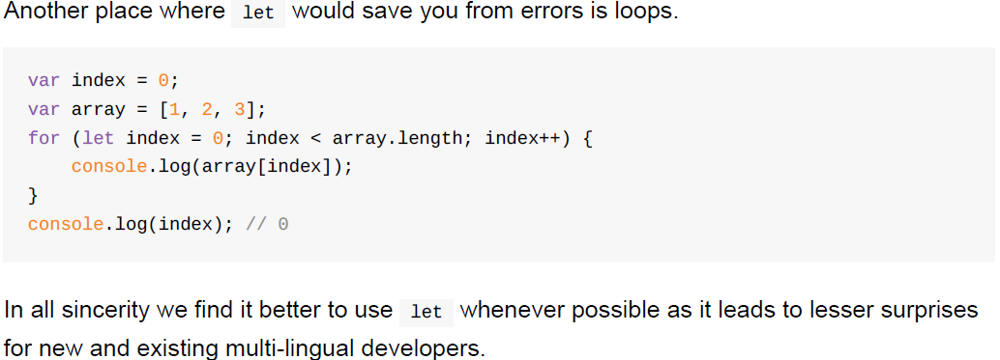 Another place where let would save you from errors is loops.
var index = 0;
var array = [1, 2, 3];
for (let index = 0; index < array.length; index++) {
    console.log(array[index]);
}
console.log(index); // 0
In all sincerity we find it better to use let whenever possible as it leads to lesser surprises
for new and existing multi-lingual developers.